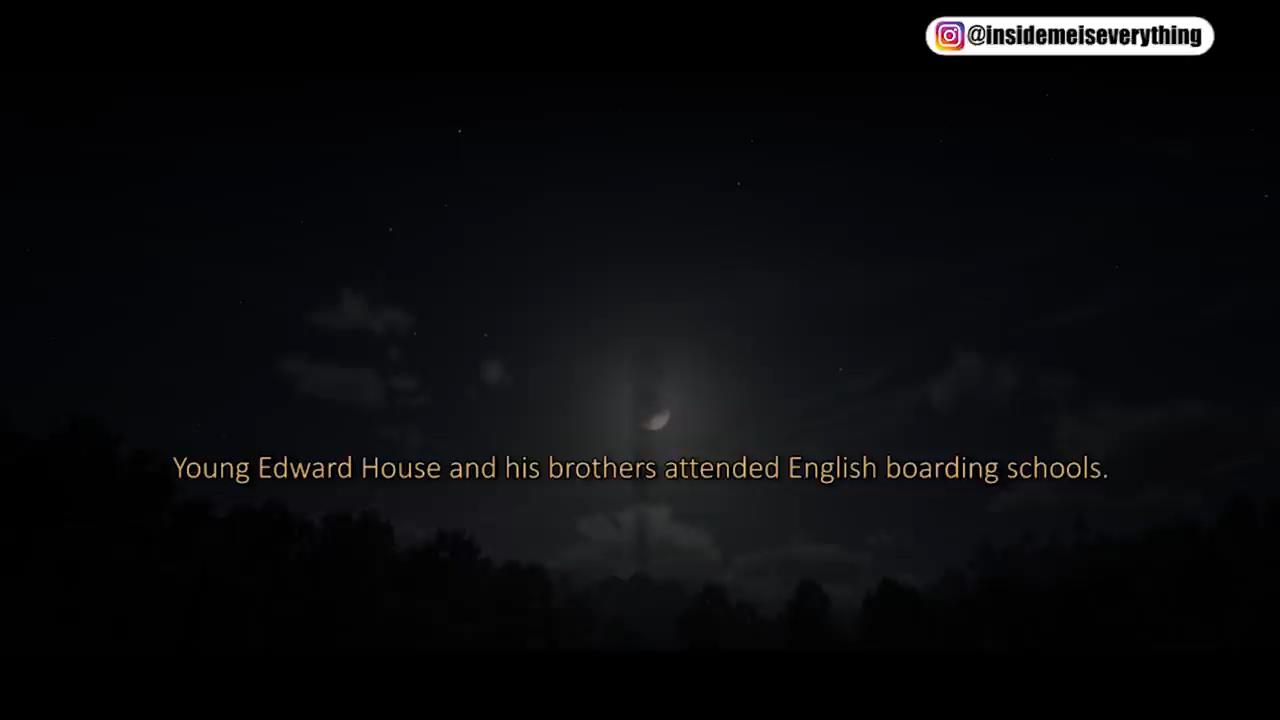 @insidemeiseverything
Young Edward House and his brothers attended English boarding schools.